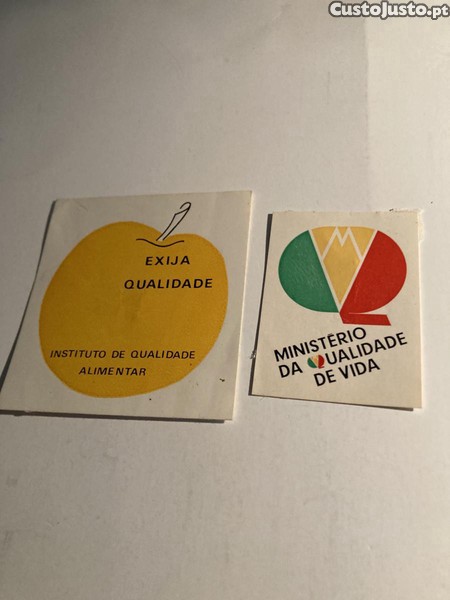 CustoJusto.pt
EXIJA
QUALIDADE
INSTITUTO DE QUALIDADE
ALIMENTAR
MINISTÉRIO
DA QUALIDADE
DE VIDA